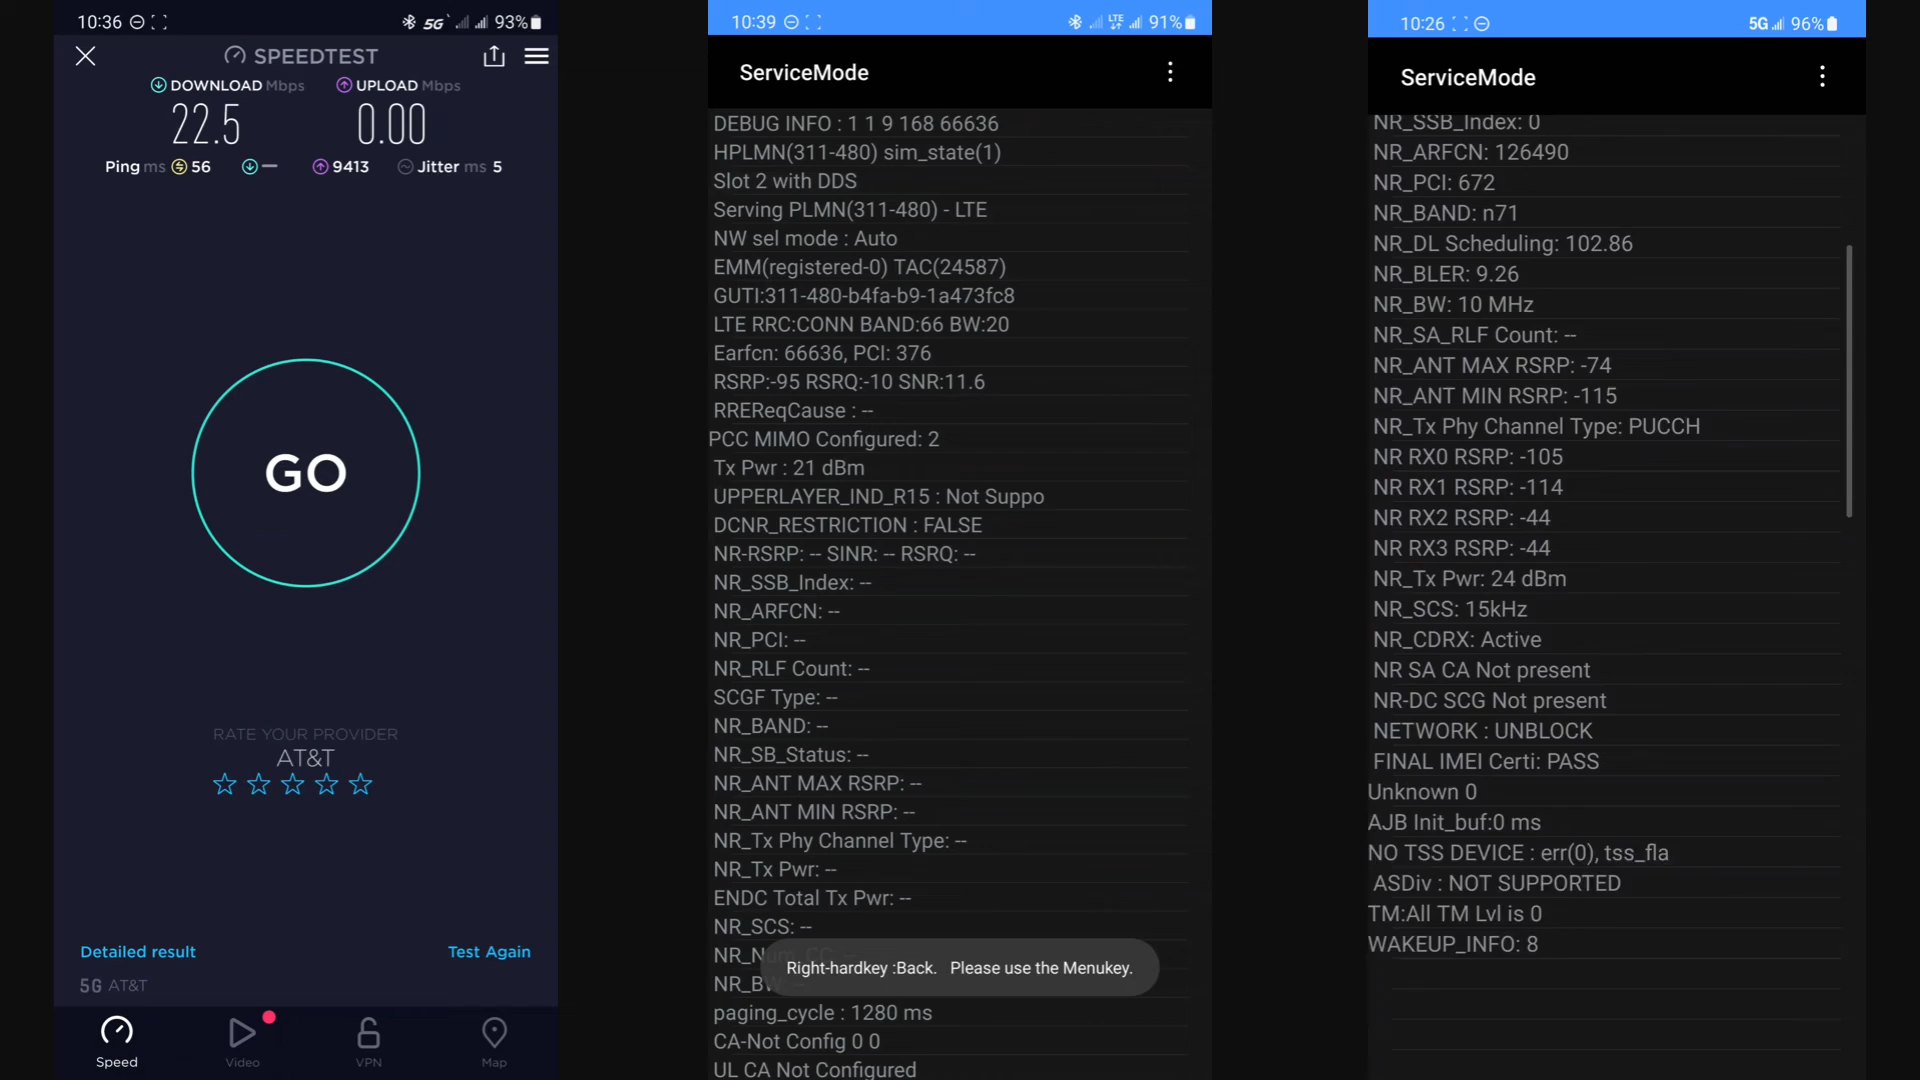 10:36
5G
93%
SPEEDTEST
DOWNLOAD Mbps
UPLOAD Mbps
22.5
0.00
Ping ms 56
—
9413
Jitter ms 5
GO
RATE YOUR PROVIDER
AT&T
Detailed result
Test Again
5G AT&T
Speed
Video
VPN
Map
10:39
LTE
91%
ServiceMode
DEBUG INFO : 1 1 9 168 66636
HPLMN(311-480) sim_state(1)
Slot 2 with DDS
Serving PLMN(311-480) - LTE
NW sel mode : Auto
EMM(registered-0) TAC(24587)
GUTI:311-480-b4fa-b9-1a473fc8
LTE RRC:CONN BAND:66 BW:20
Earfcn: 66636, PCI: 376
RSRP:-95 RSRQ:-10 SNR:11.6
RREReqCause : --
PCC MIMO Configured: 2
Tx Pwr : 21 dBm
UPPERLAYER_IND_R15 : Not Suppo
DCNR_RESTRICTION : FALSE
NR-RSRP: -- SINR: -- RSRQ: --
NR_SSB_Index: --
NR_ARFCN: --
NR_PCI: --
NR_RLF Count: --
SCGF Type: --
NR_BAND: --
NR_SB_Status: --
NR_ANT MAX RSRP: --
NR_ANT MIN RSRP: --
NR_Tx Phy Channel Type: --
NR_Tx Pwr: --
ENDC Total Tx Pwr: --
NR_SCS: --
Right-hardkey :Back. Please use the Menukey.
paging_cycle : 1280 ms
CA-Not Config 0 0
UL CA Not Configured
10:26
5G
96%
ServiceMode
NR_SSB_Index: 0
NR_ARFCN: 126490
NR_PCI: 672
NR_BAND: n71
NR_DL Scheduling: 102.86
NR_BLER: 9.26
NR_BW: 10 MHz
NR_SA_RLF Count: --
NR_ANT MAX RSRP: -74
NR_ANT MIN RSRP: -115
NR_Tx Phy Channel Type: PUCCH
NR RX0 RSRP: -105
NR RX1 RSRP: -114
NR RX2 RSRP: -44
NR RX3 RSRP: -44
NR_Tx Pwr: 24 dBm
NR_SCS: 15kHz
NR_CDRX: Active
NR SA CA Not present
NR-DC SCG Not present
NETWORK : UNBLOCK
FINAL IMEI Certi: PASS
Unknown 0
AJB Init_buf:0 ms
NO TSS DEVICE : err(0), tss_fla
ASDiv : NOT SUPPORTED
TM:All TM Lvl is 0
WAKEUP_INFO: 8